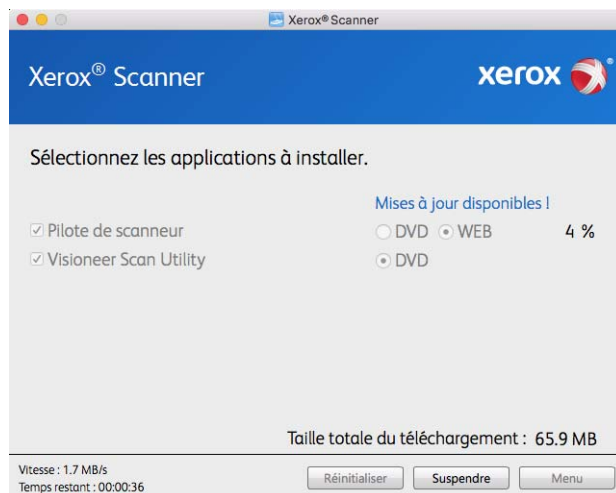 Xerox® Scanner
Xerox® Scanner
xerox®
Sélectionnez les applications à installer.
Mises à jour disponibles !
Pilote de scanneur DVD WEB 4 %
Visioneer Scan Utility DVD
Taille totale du téléchargement : 65.9 MB
Vitesse : 1.7 MB/s
Temps restant : 00:00:36
Réinitialiser Suspendre Menu